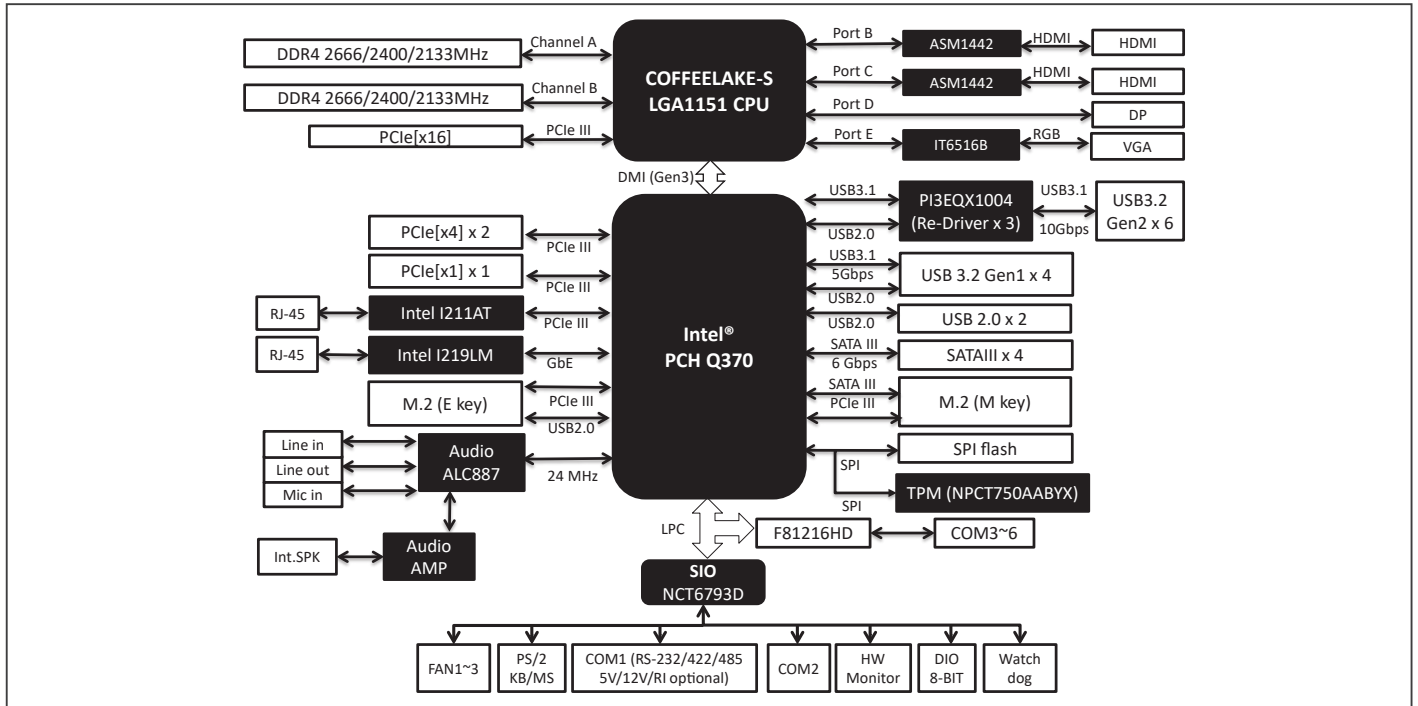 DDR4 2666/2400/2133MHz
Channel A
DDR4 2666/2400/2133MHz
Channel B
PCIe[x16]
PCIe III
COFFEELAKE-S
LGA1151 CPU
Port B
ASM1442
HDMI
HDMI
Port C
ASM1442
HDMI
HDMI
Port D
DP
Port E
IT6516B
RGB
VGA
DMI (Gen3)
PCIe[x4] x 2
PCIe III
PCIe[x1] x 1
PCIe III
RJ-45
Intel I211AT
PCIe III
RJ-45
Intel I219LM
GbE
M.2 (E key)
PCIe III
USB2.0
Line in
Line out
Mic in
Audio
ALC887
24 MHz
Int.SPK
Audio
AMP
Intel®
PCH Q370
USB3.1
USB2.0
PI3EQX1004
(Re-Driver x 3)
USB3.1
10Gbps
USB3.2
Gen2 x 6
USB3.1
5Gbps
USB2.0
USB 3.2 Gen1 x 4
USB2.0
USB 2.0 x 2
SATA III
6 Gbps
SATAIII x 4
SATA III
PCIe III
M.2 (M key)
SPI
SPI flash
SPI
TPM (NPCT750AABYX)
LPC
F81216HD
COM3~6
SIO
NCT6793D
FAN1~3
PS/2
KB/MS
COM1 (RS-232/422/485
5V/12V/RI optional)
COM2
HW
Monitor
DIO
8-BIT
Watch
dog